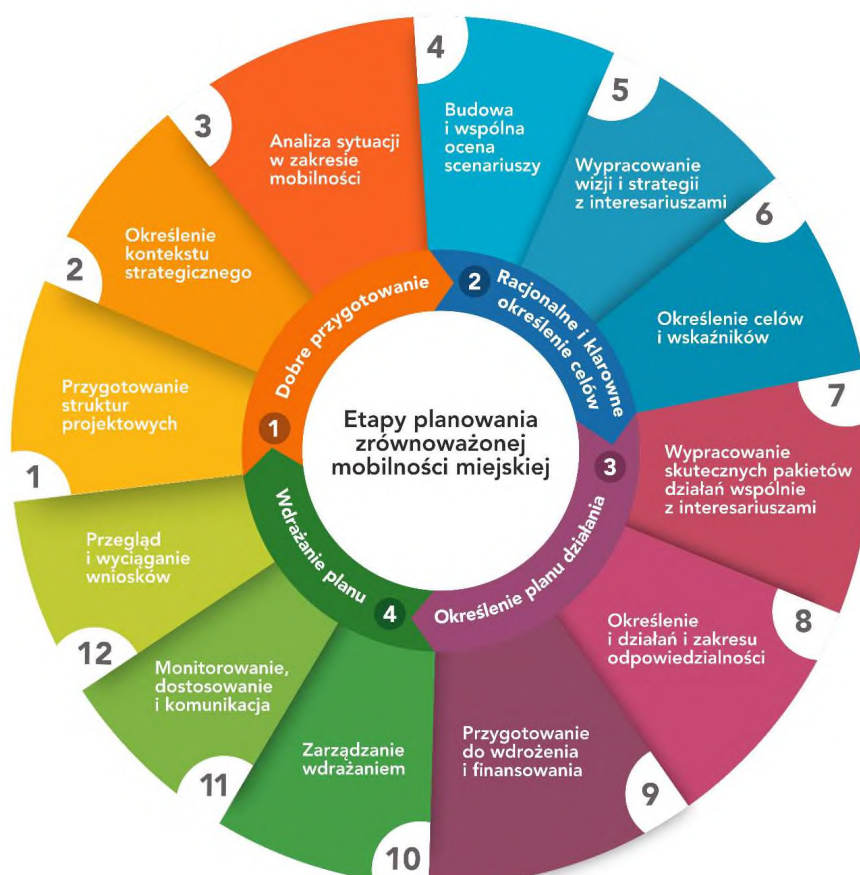 Etapy planowania
zrównoważonej
mobilności miejskiej
1
Dobre przygotowanie
2
Racjonalne i klarowne
określenie celów
3
Określenie planu działania
4
Wdrażanie planu
1
Przygotowanie
struktur
projektowych
2
Określenie
kontekstu
strategicznego
3
Analiza sytuacji
w zakresie
mobilności
4
Budowa
i wspólna
ocena
scenariuszy
5
Wypracowanie
wizji i strategii
z interesariuszami
6
Określenie celów
i wskaźników
7
Wypracowanie
skutecznych pakietów
działań wspólnie
z interesariuszami
8
Określenie
i działań i zakresu
odpowiedzialności
9
Przygotowanie
do wdrożenia
i finansowania
10
Zarządzanie
wdrażaniem
11
Monitorowanie,
dostosowanie
i komunikacja
12
Przegląd
i wyciąganie
wniosków